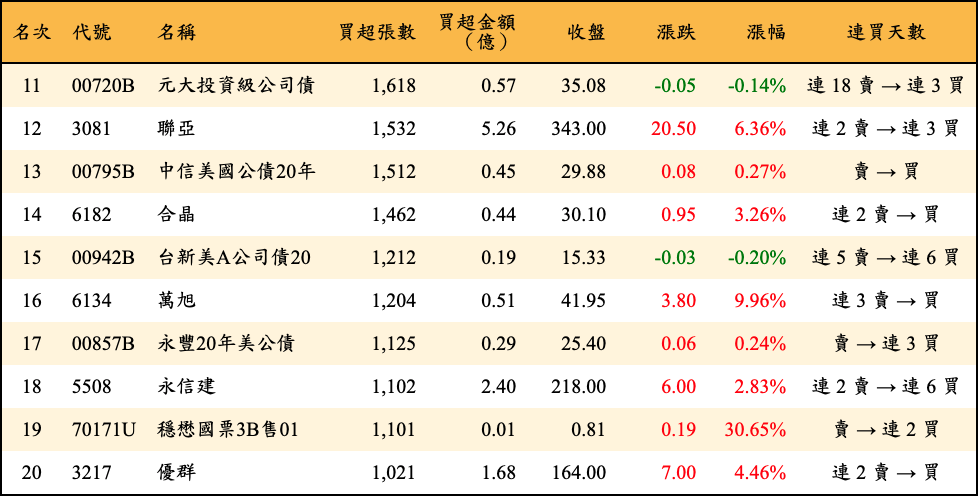 名次 代號 名稱 買超張數 買超金額（億） 收盤 漲跌 漲幅 連買天數
11 00720B 元大投資級公司債 1,618 0.57 35.08 -0.05 -0.14% 連 18 賣 → 連 3 買
12 3081 聯亞 1,532 5.26 343.00 20.50 6.36% 連 2 賣 → 連 3 買
13 00795B 中信美國公債20年 1,512 0.45 29.88 0.08 0.27% 賣 → 買
14 6182 合晶 1,462 0.44 30.10 0.95 3.26% 連 2 賣 → 買
15 00942B 台新美A公司債20 1,212 0.19 15.33 -0.03 -0.20% 連 5 賣 → 連 6 買
16 6134 萬旭 1,204 0.51 41.95 3.80 9.96% 連 3 賣 → 買
17 00857B 永豐20年美公債 1,125 0.29 25.40 0.06 0.24% 賣 → 連 3 買
18 5508 永信建 1,102 2.40 218.00 6.00 2.83% 連 2 賣 → 連 6 買
19 70171U 穩懋國票3B售01 1,101 0.01 0.81 0.19 30.65% 賣 → 連 2 買
20 3217 優群 1,021 1.68 164.00 7.00 4.46% 連 2 賣 → 買